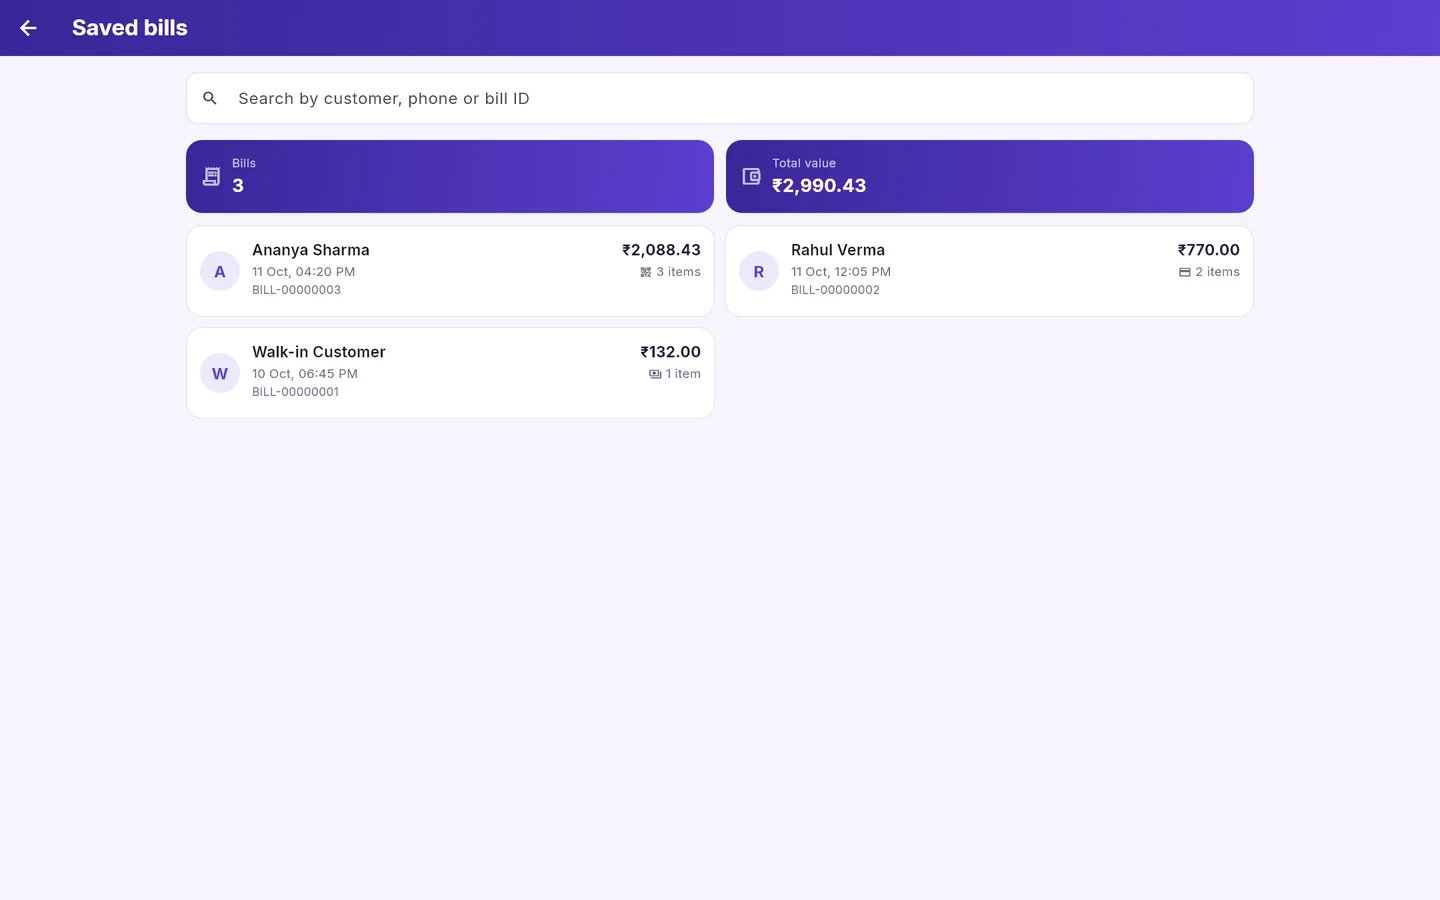 Saved bills
Search by customer, phone or bill ID
Bills
3
Total value
₹2,990.43
A
Ananya Sharma
11 Oct, 04:20 PM
BILL-00000003
₹2,088.43
3 items
R
Rahul Verma
11 Oct, 12:05 PM
BILL-00000002
₹770.00
2 items
W
Walk-in Customer
10 Oct, 06:45 PM
BILL-00000001
₹132.00
1 item